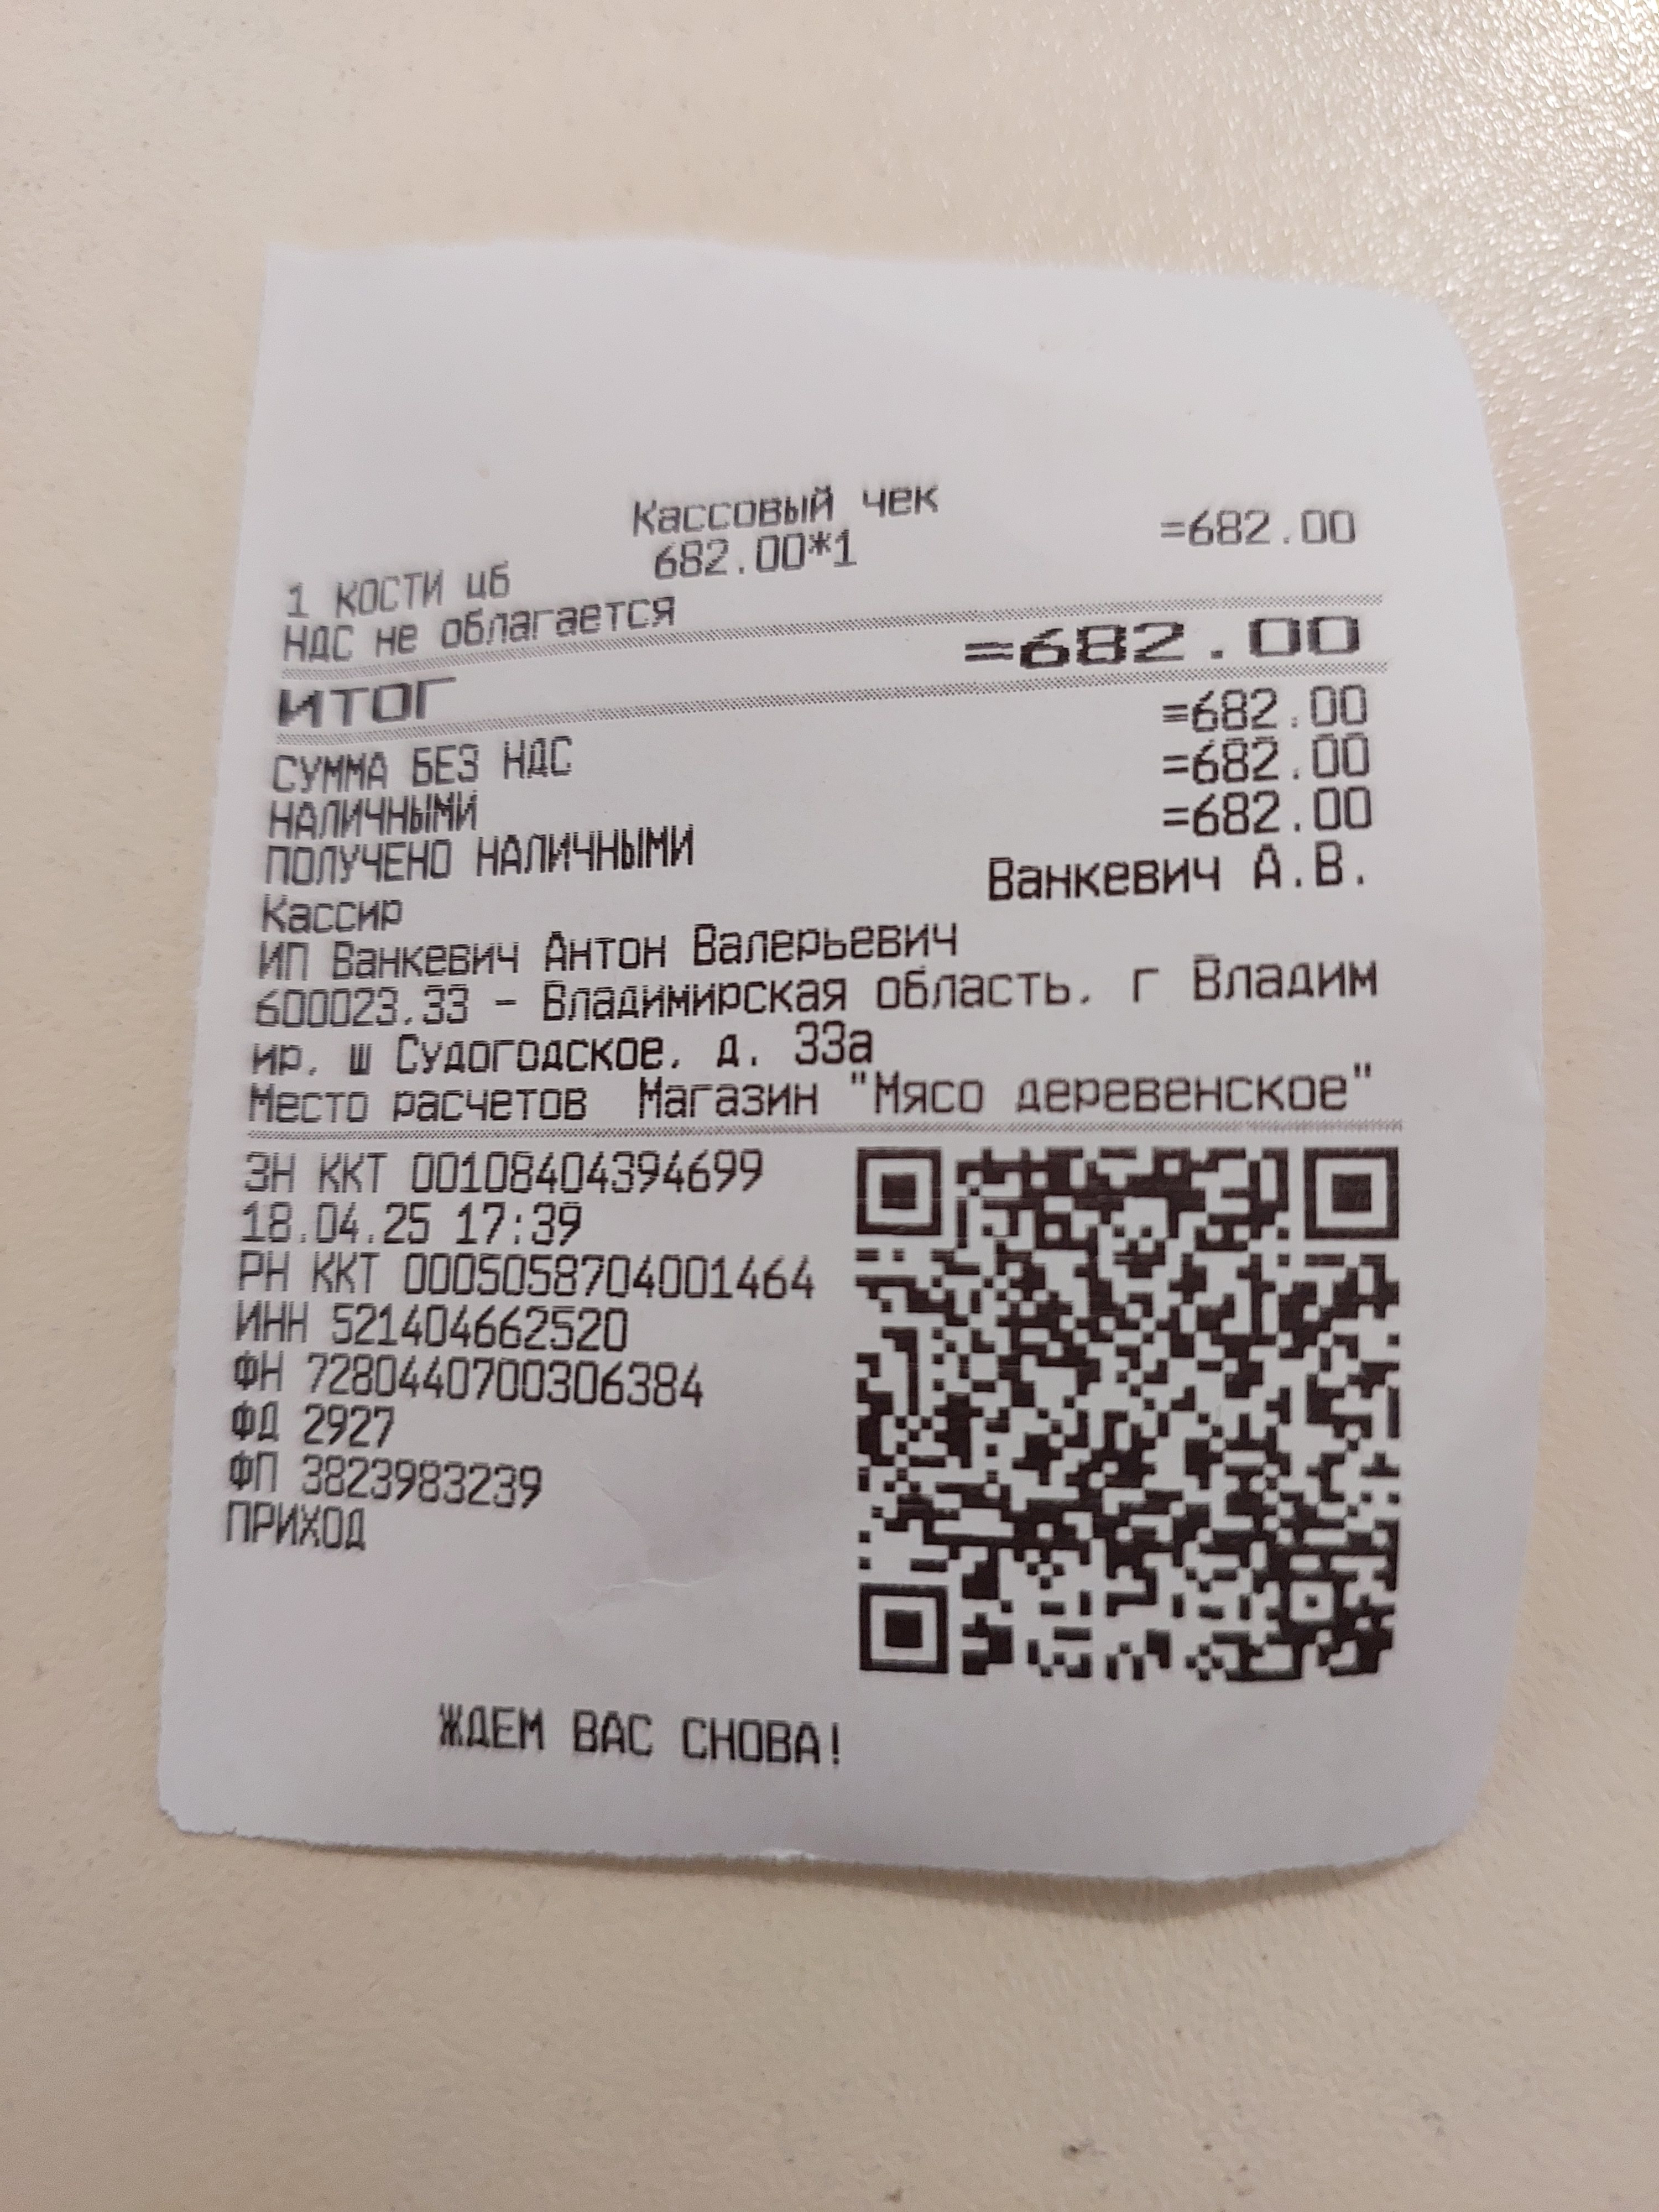 Кассовый чек
682.00*1 =682.00
1 КОСТИ цб
НДС не облагается
ИТОГ =682.00
СУММА БЕЗ НДС =682.00
НАЛИЧНЫМИ =682.00
ПОЛУЧЕНО НАЛИЧНЫМИ =682.00
Кассир Ванкевич А.В.
ИП Ванкевич Антон Валерьевич
600023,33 - Владимирская область, г Владим
ир, ш Судогодское, д. 33а
Место расчетов Магазин "Мясо деревенское"
ЗН ККТ 00108404394699
18.04.25 17:39
РН ККТ 0005058704001464
ИНН 521404662520
ФН 7280440700306384
ФД 2927
ФП 3823983239
ПРИХОД
ЖДЕМ ВАС СНОВА!